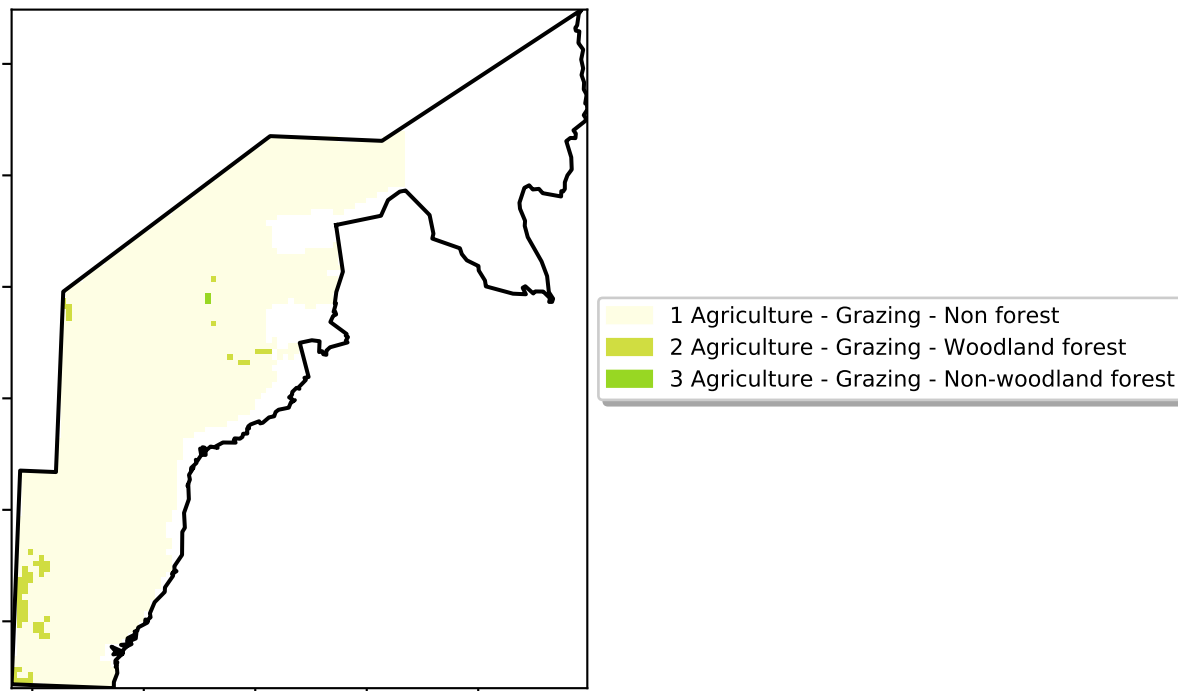 1 Agriculture - Grazing - Non forest
2 Agriculture - Grazing - Woodland forest
3 Agriculture - Grazing - Non-woodland forest